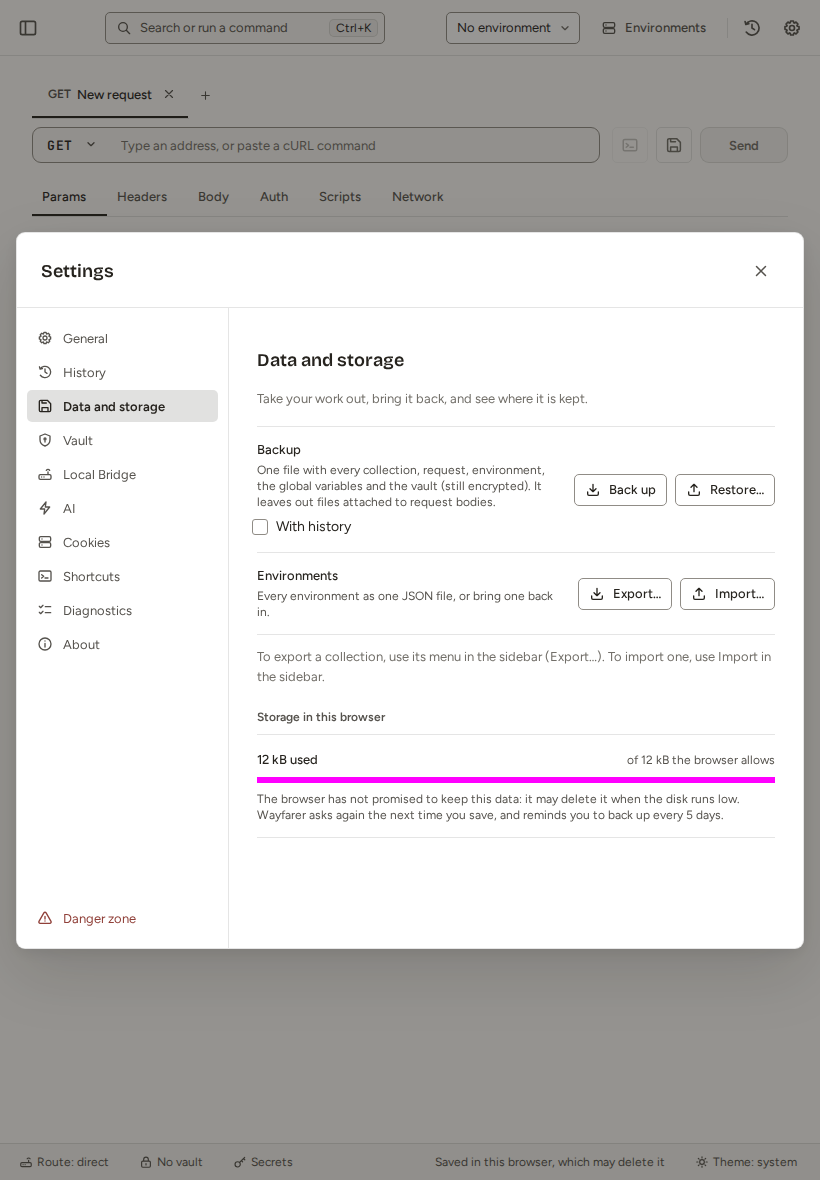 Search or run a command Ctrl+K No environment Environments
GET New request
GET Type an address, or paste a cURL command Send
Params Headers Body Auth Scripts Network
Settings
General
History
Data and storage
Vault
Local Bridge
AI
Cookies
Shortcuts
Diagnostics
About
Danger zone
Data and storage
Take your work out, bring it back, and see where it is kept.
Backup
One file with every collection, request, environment,
the global variables and the vault (still encrypted). It
leaves out files attached to request bodies.
Back up Restore...
With history
Environments
Every environment as one JSON file, or bring one back
in.
Export... Import...
To export a collection, use its menu in the sidebar (Export...). To import one, use Import in
the sidebar.
Storage in this browser
12 kB used of 12 kB the browser allows
The browser has not promised to keep this data: it may delete it when the disk runs low.
Wayfarer asks again the next time you save, and reminds you to back up every 5 days.
Route: direct No vault Secrets Saved in this browser, which may delete it Theme: system